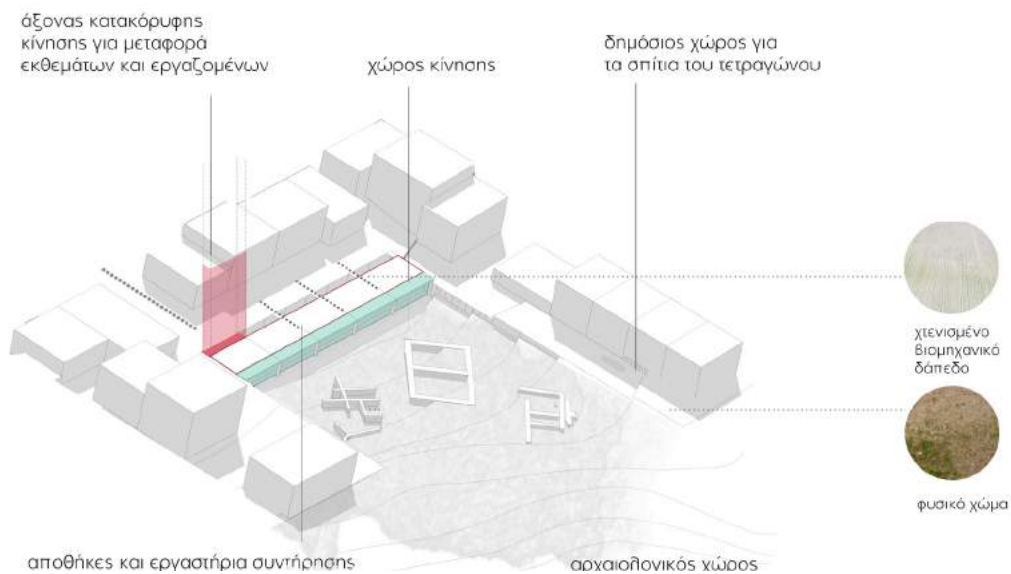 άξονας κατακόρυφης
κίνησης για μεταφορά
εκθεμάτων και εργαζομένων
χώρος κίνησης
δημόσιος χώρος για
τα σπίτια του τετραγώνου
χτενισμένο
βιομηχανικό
δάπεδο
φυσικό χώμα
αποθήκες και εργαστήρια συντήρησης
αρχαιολογικός χώρος